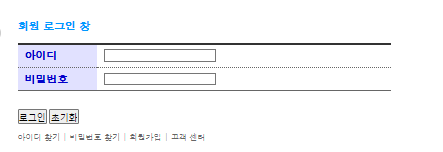 회원 로그인 창
아이디
비밀번호
로그인 초기화
아이디 찾기 | 비밀번호 찾기 | 회원가입 | 고객 센터